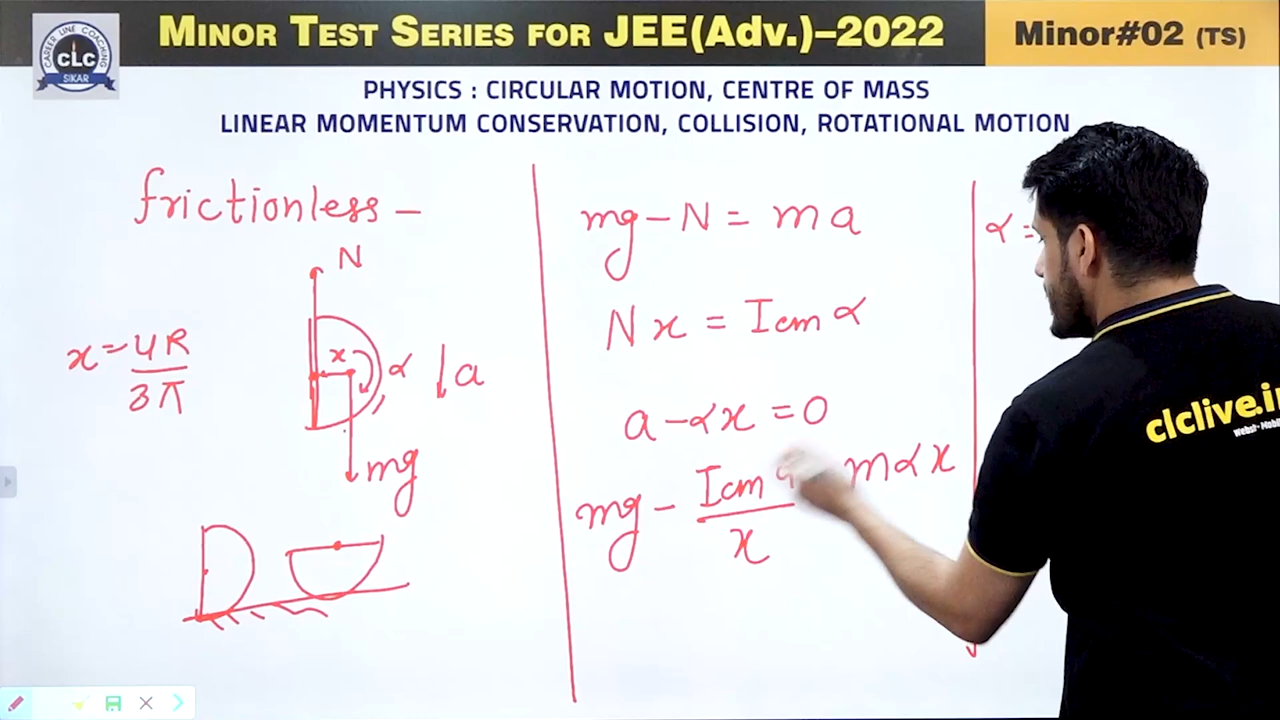 CAREER LINE COACHING
CLC
SIKAR
MINOR TEST SERIES FOR JEE(Adv.)–2022
Minor#02 (TS)
PHYSICS : CIRCULAR MOTION, CENTRE OF MASS
LINEAR MOMENTUM CONSERVATION, COLLISION, ROTATIONAL MOTION
frictionless –
N
x = 4R/3π
x
α
↓a
mg
mg – N = ma
N x = Icm α
a – αx = 0
mg – Icm α/x mαx
α =
clclive.in